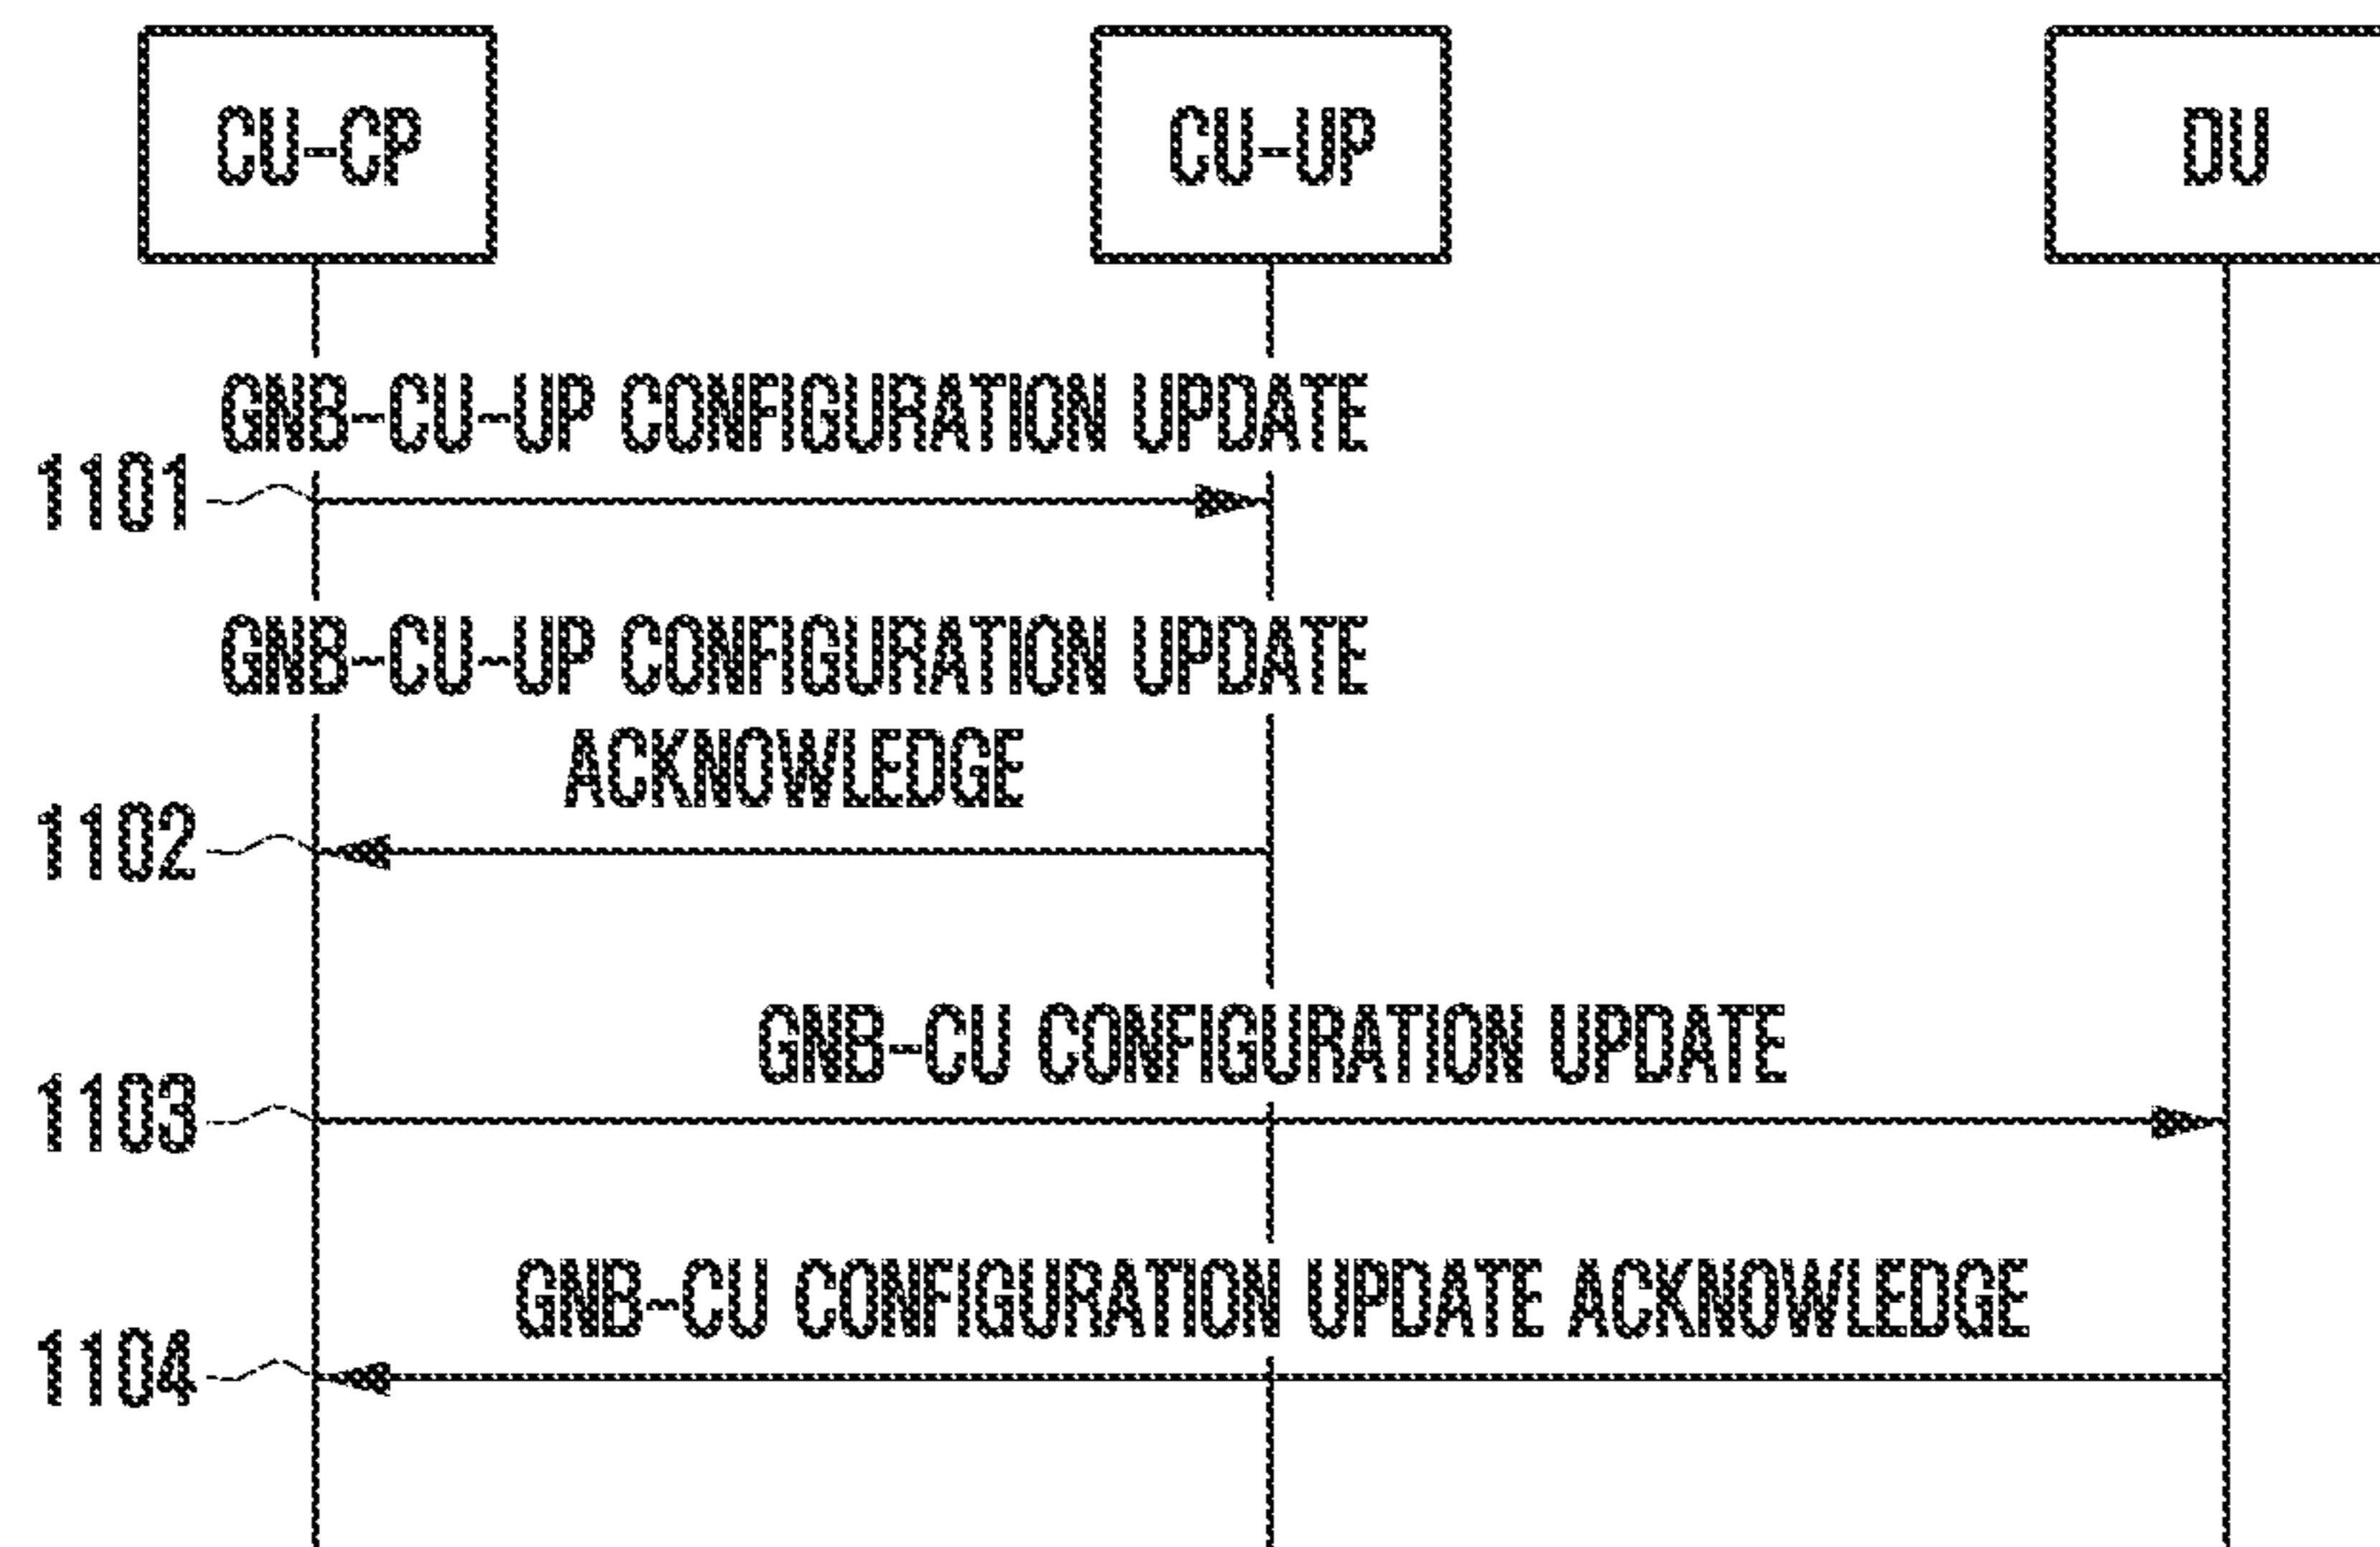 CU-CP
CU-UP
DU
GNB-CU-UP CONFIGURATION UPDATE
1101
GNB-CU-UP CONFIGURATION UPDATE
ACKNOWLEDGE
1102
GNB-CU CONFIGURATION UPDATE
1103
GNB-CU CONFIGURATION UPDATE ACKNOWLEDGE
1104